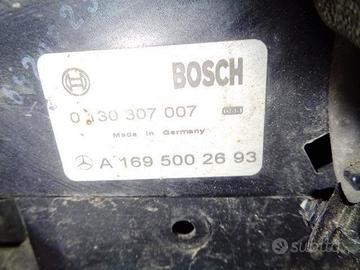 BOSCH
0 130 307 007
Made in Germany
A 169 500 26 93
subito